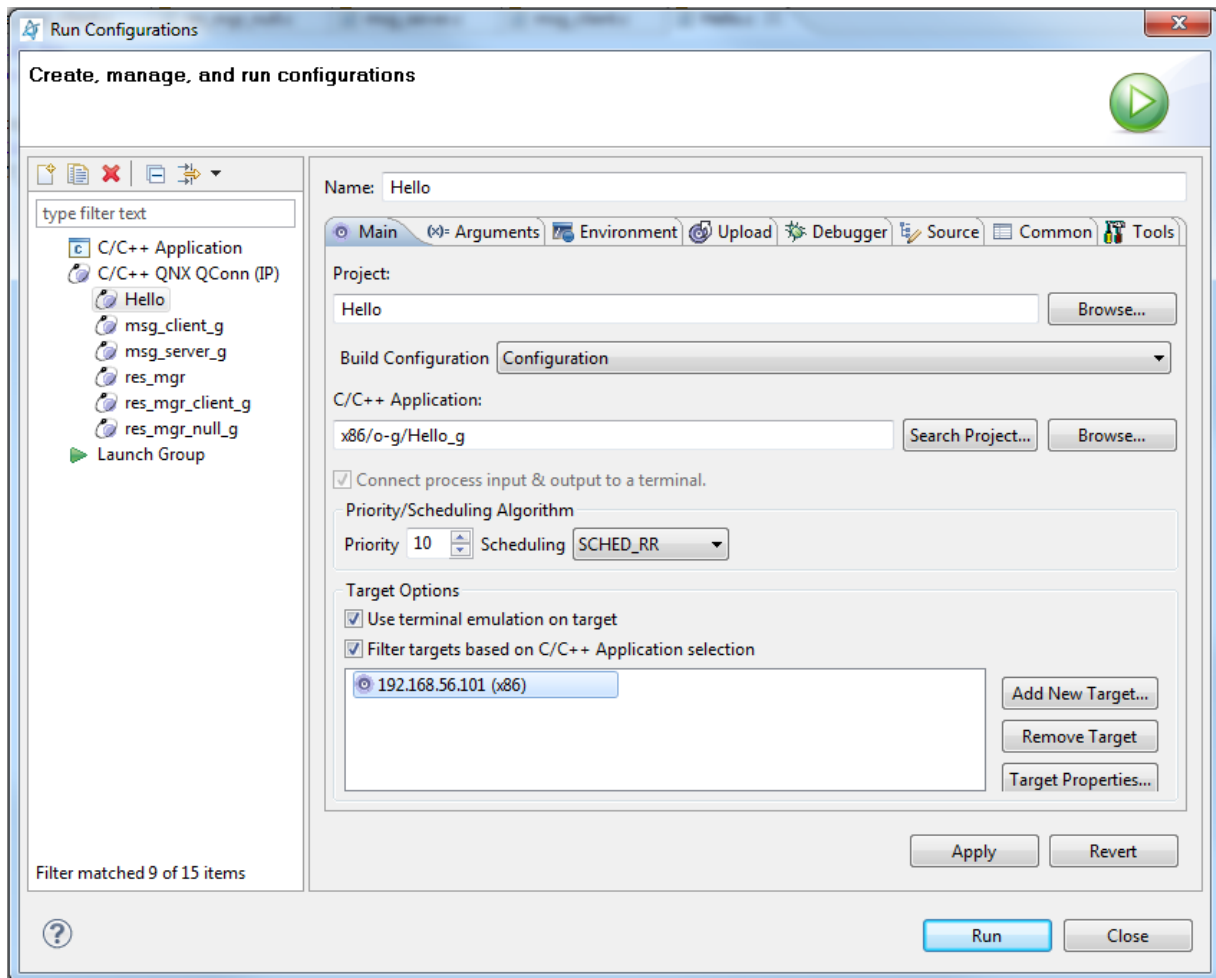 Run Configurations
Create, manage, and run configurations
type filter text
C/C++ Application
C/C++ QNX QConn (IP)
Hello
msg_client_g
msg_server_g
res_mgr
res_mgr_client_g
res_mgr_null_g
Launch Group
Filter matched 9 of 15 items
Name: Hello
Main (x)= Arguments Environment Upload Debugger Source Common Tools
Project:
Hello Browse...
Build Configuration Configuration
C/C++ Application:
x86/o-g/Hello_g Search Project... Browse...
Connect process input & output to a terminal.
Priority/Scheduling Algorithm
Priority 10 Scheduling SCHED_RR
Target Options
Use terminal emulation on target
Filter targets based on C/C++ Application selection
192.168.56.101 (x86)
Add New Target...
Remove Target
Target Properties...
Apply Revert
Run Close